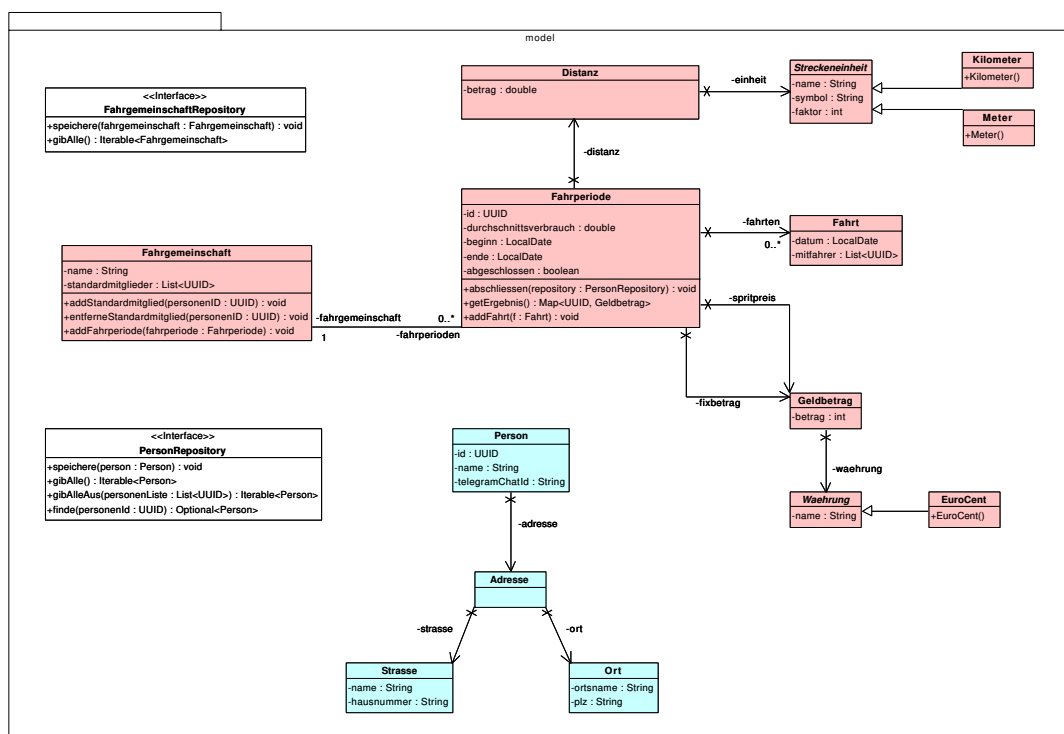 model
<<Interface>>
FahrgemeinschaftRepository
+speichere(fahrgemeinschaft : Fahrgemeinschaft) : void
+gibAlle() : Iterable<Fahrgemeinschaft>
Distanz
-betrag : double
-einheit
Streckeneinheit
-name : String
-symbol : String
-faktor : int
Kilometer
+Kilometer()
Meter
+Meter()
-distanz
Fahrperiode
-id : UUID
-durchschnittsverbrauch : double
-beginn : LocalDate
-ende : LocalDate
-abgeschlossen : boolean
+abschliessen(repository : PersonRepository) : void
+getErgebnis() : Map<UUID, Geldbetrag>
+addFahrt(f : Fahrt) : void
-fahrten
0..*
Fahrt
-datum : LocalDate
-mitfahrer : List<UUID>
Fahrgemeinschaft
-name : String
-standardmitglieder : List<UUID>
+addStandardmitglied(personenID : UUID) : void
+entferneStandardmitglied(personenID : UUID) : void
+addFahrperiode(fahrperiode : Fahrperiode) : void
-fahrgemeinschaft
1
0..*
-fahrperioden
-spritpreis
-fixbetrag
Geldbetrag
-betrag : int
-waehrung
Waehrung
-name : String
EuroCent
+EuroCent()
<<Interface>>
PersonRepository
+speichere(person : Person) : void
+gibAlle() : Iterable<Person>
+gibAlleAus(personenListe : List<UUID>) : Iterable<Person>
+finde(personenId : UUID) : Optional<Person>
Person
-id : UUID
-name : String
-telegramChatId : String
-adresse
Adresse
-strasse
-ort
Strasse
-name : String
-hausnummer : String
Ort
-ortsname : String
-plz : String